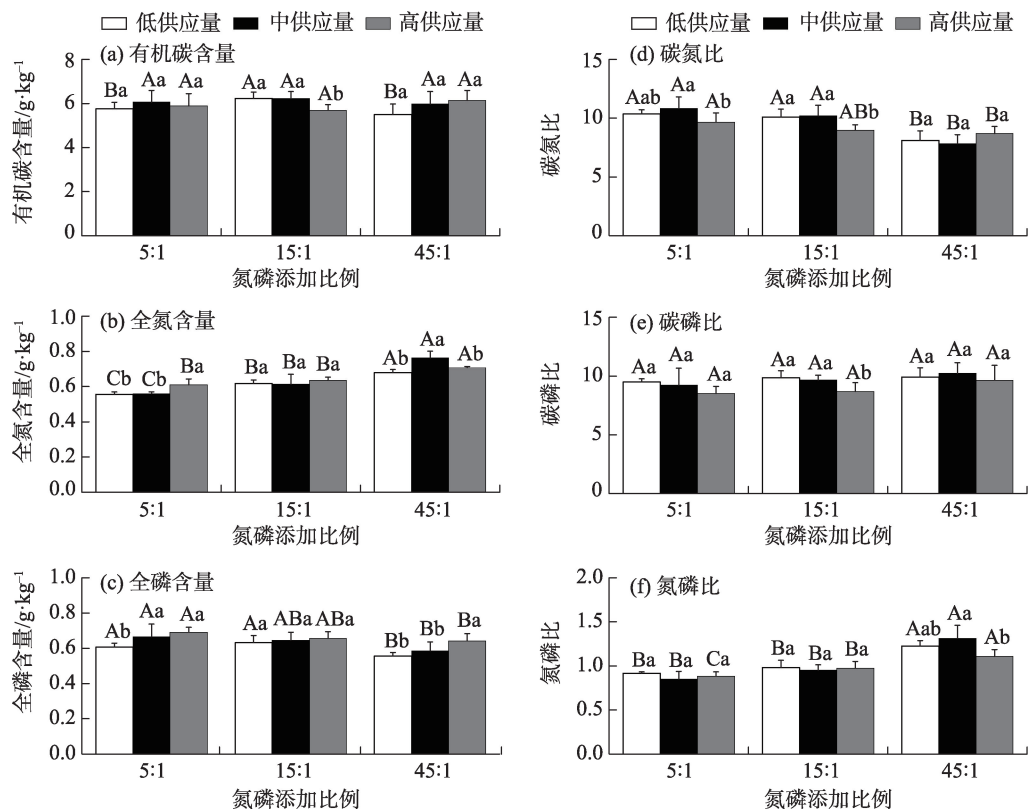 低供应量 中供应量 高供应量
(a) 有机碳含量
有机碳含量/g·kg⁻¹
8
6
4
2
0
Ba Aa Aa
Aa Aa Ab
Ba Aa Aa
5:1 15:1 45:1
氮磷添加比例
(b) 全氮含量
全氮含量/g·kg⁻¹
1.0
0.8
0.6
0.4
0.2
0.0
Cb Cb Ba
Ba Ba Ba
Ab Aa Ab
5:1 15:1 45:1
氮磷添加比例
(c) 全磷含量
全磷含量/g·kg⁻¹
1.0
0.8
0.6
0.4
0.2
0.0
Ab Aa Aa
Aa ABa ABa
Bb Bb Ba
5:1 15:1 45:1
氮磷添加比例
低供应量 中供应量 高供应量
(d) 碳氮比
碳氮比
15
10
5
0
Aab Aa Ab
Aa Aa ABb
Ba Ba Ba
5:1 15:1 45:1
氮磷添加比例
(e) 碳磷比
碳磷比
15
10
5
0
Aa Aa Aa
Aa Aa Ab
Aa Aa Aa
5:1 15:1 45:1
氮磷添加比例
(f) 氮磷比
氮磷比
2.0
1.5
1.0
0.5
0.0
Ba Ba Ca
Ba Ba Ba
Aab Aa Ab
5:1 15:1 45:1
氮磷添加比例